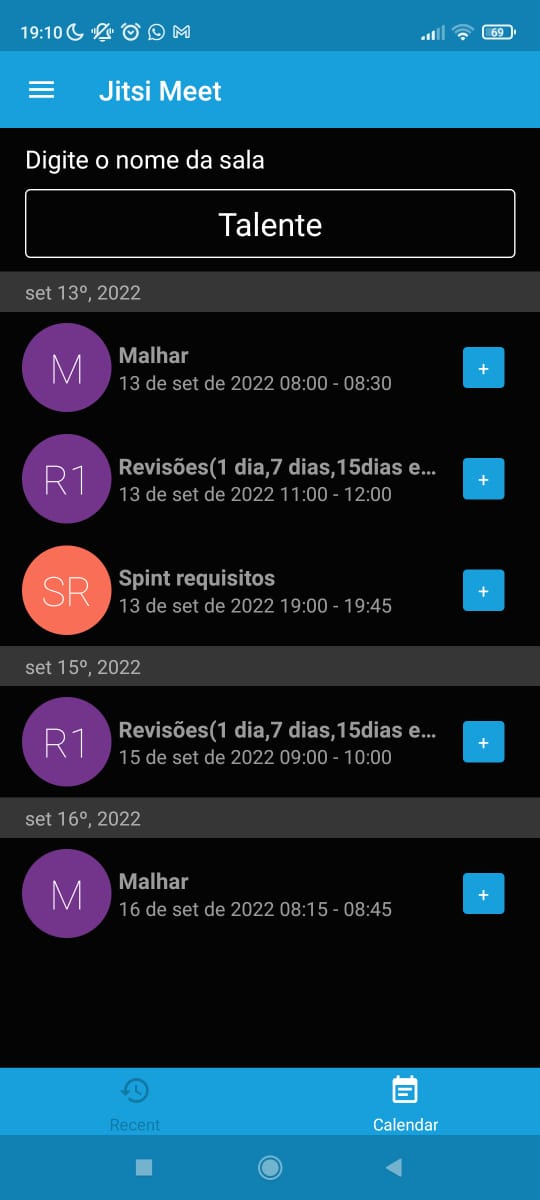 19:10
69
Jitsi Meet
Digite o nome da sala
Talente
set 13º, 2022
M
Malhar
13 de set de 2022 08:00 - 08:30
+
R1
Revisões(1 dia,7 dias,15dias e...
13 de set de 2022 11:00 - 12:00
+
SR
Spint requisitos
13 de set de 2022 19:00 - 19:45
+
set 15º, 2022
R1
Revisões(1 dia,7 dias,15dias e...
15 de set de 2022 09:00 - 10:00
+
set 16º, 2022
M
Malhar
16 de set de 2022 08:15 - 08:45
+
Recent
Calendar